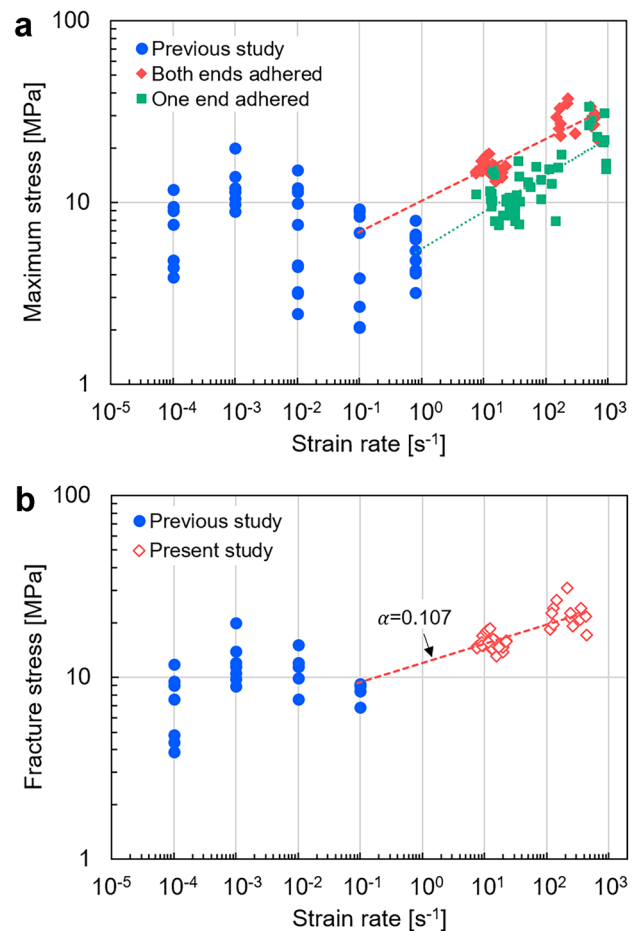 a
100
10
1
Maximum stress [MPa]
Previous study
Both ends adhered
One end adhered
10⁻⁵ 10⁻⁴ 10⁻³ 10⁻² 10⁻¹ 10⁰ 10¹ 10² 10³
Strain rate [s⁻¹]
b
100
10
1
Fracture stress [MPa]
Previous study
Present study
α=0.107
10⁻⁵ 10⁻⁴ 10⁻³ 10⁻² 10⁻¹ 10⁰ 10¹ 10² 10³
Strain rate [s⁻¹]